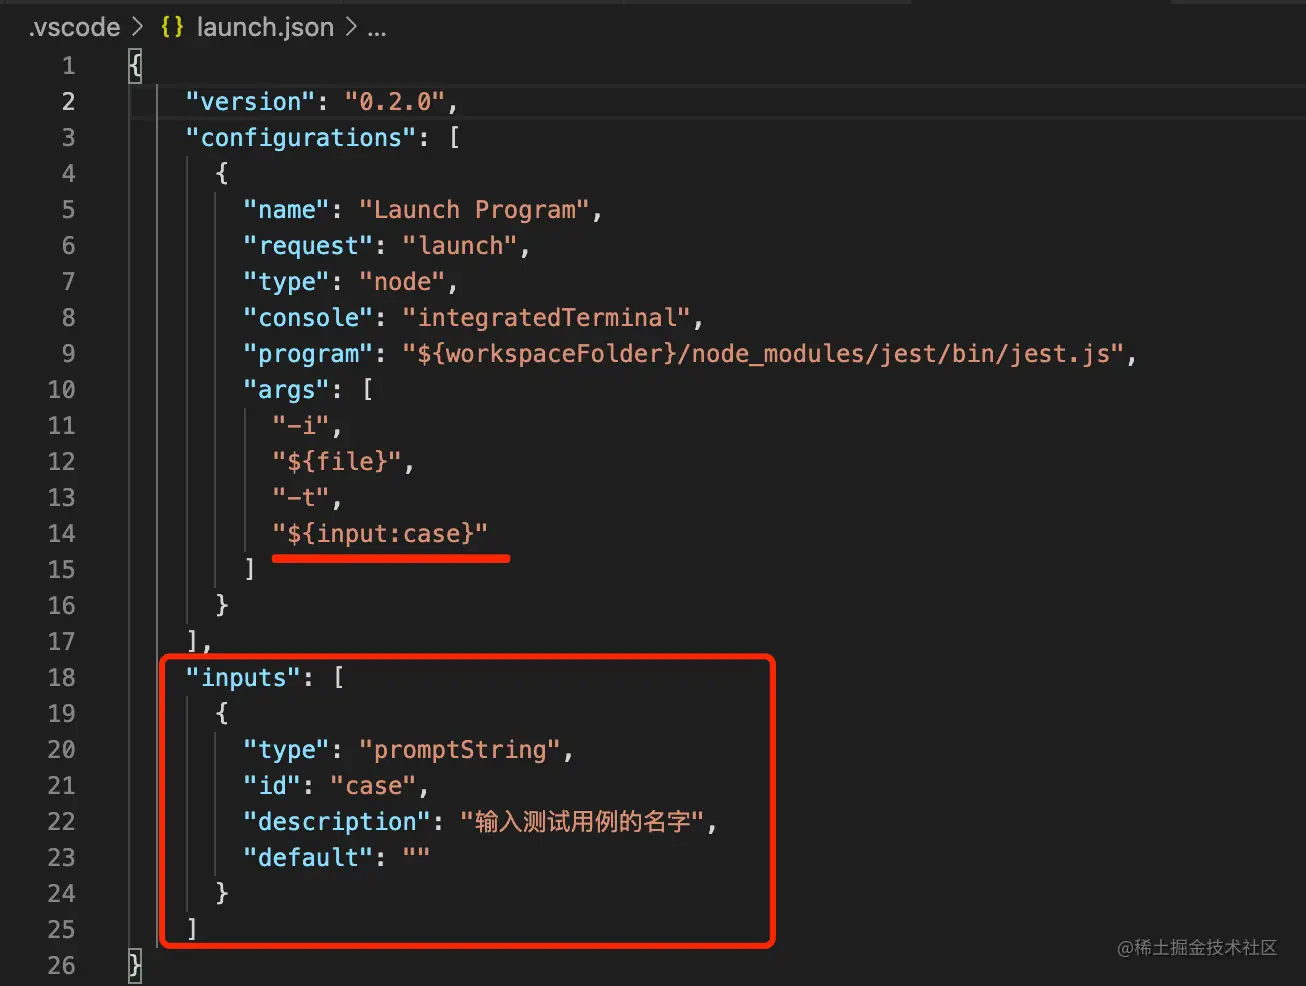 .vscode > {} launch.json > ...
1 {
2 "version": "0.2.0",
3 "configurations": [
4 {
5 "name": "Launch Program",
6 "request": "launch",
7 "type": "node",
8 "console": "integratedTerminal",
9 "program": "${workspaceFolder}/node_modules/jest/bin/jest.js",
10 "args": [
11 "-i",
12 "${file}",
13 "-t",
14 "${input:case}"
15 ]
16 }
17 ],
18 "inputs": [
19 {
20 "type": "promptString",
21 "id": "case",
22 "description": "输入测试用例的名字",
23 "default": ""
24 }
25 ]
26 }
@稀土掘金技术社区